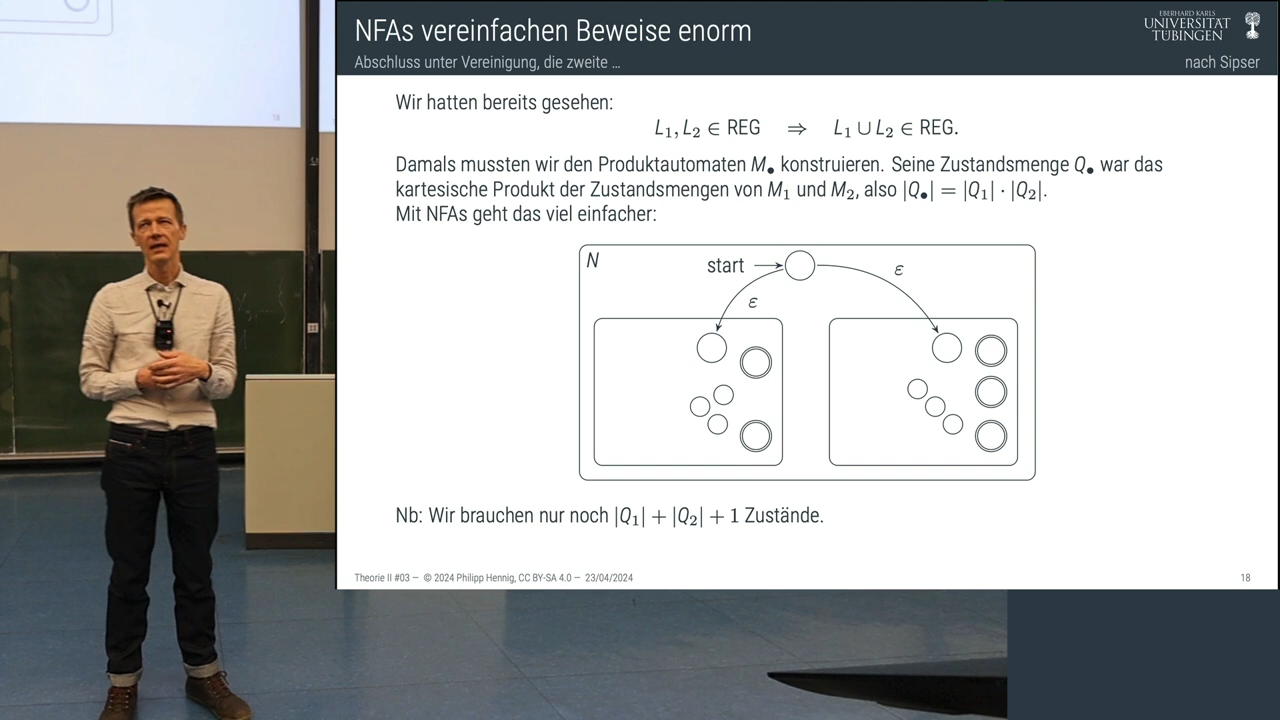 NFAs vereinfachen Beweise enorm
EBERHARD KARLS
UNIVERSITÄT
TÜBINGEN
Abschluss unter Vereinigung, die zweite …
nach Sipser
Wir hatten bereits gesehen:
L₁, L₂ ∈ REG ⇒ L₁ ∪ L₂ ∈ REG.
Damals mussten wir den Produktautomaten M• konstruieren. Seine Zustandsmenge Q• war das
kartesische Produkt der Zustandsmengen von M₁ und M₂, also |Q•| = |Q₁| · |Q₂|.
Mit NFAs geht das viel einfacher:
N
start
ε
ε
Nb: Wir brauchen nur noch |Q₁| + |Q₂| + 1 Zustände.
Theorie II #03 — © 2024 Philipp Hennig, CC BY-SA 4.0 — 23/04/2024
18
18